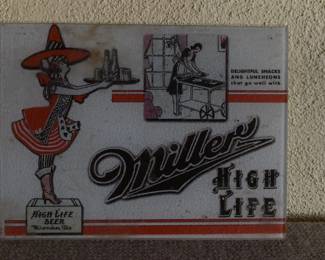 DELIGHTFUL SNACKS
AND LUNCHEONS
that go well with
Miller
HIGH
LIFE
HIGH LIFE
BEER
Milwaukee, Wis.